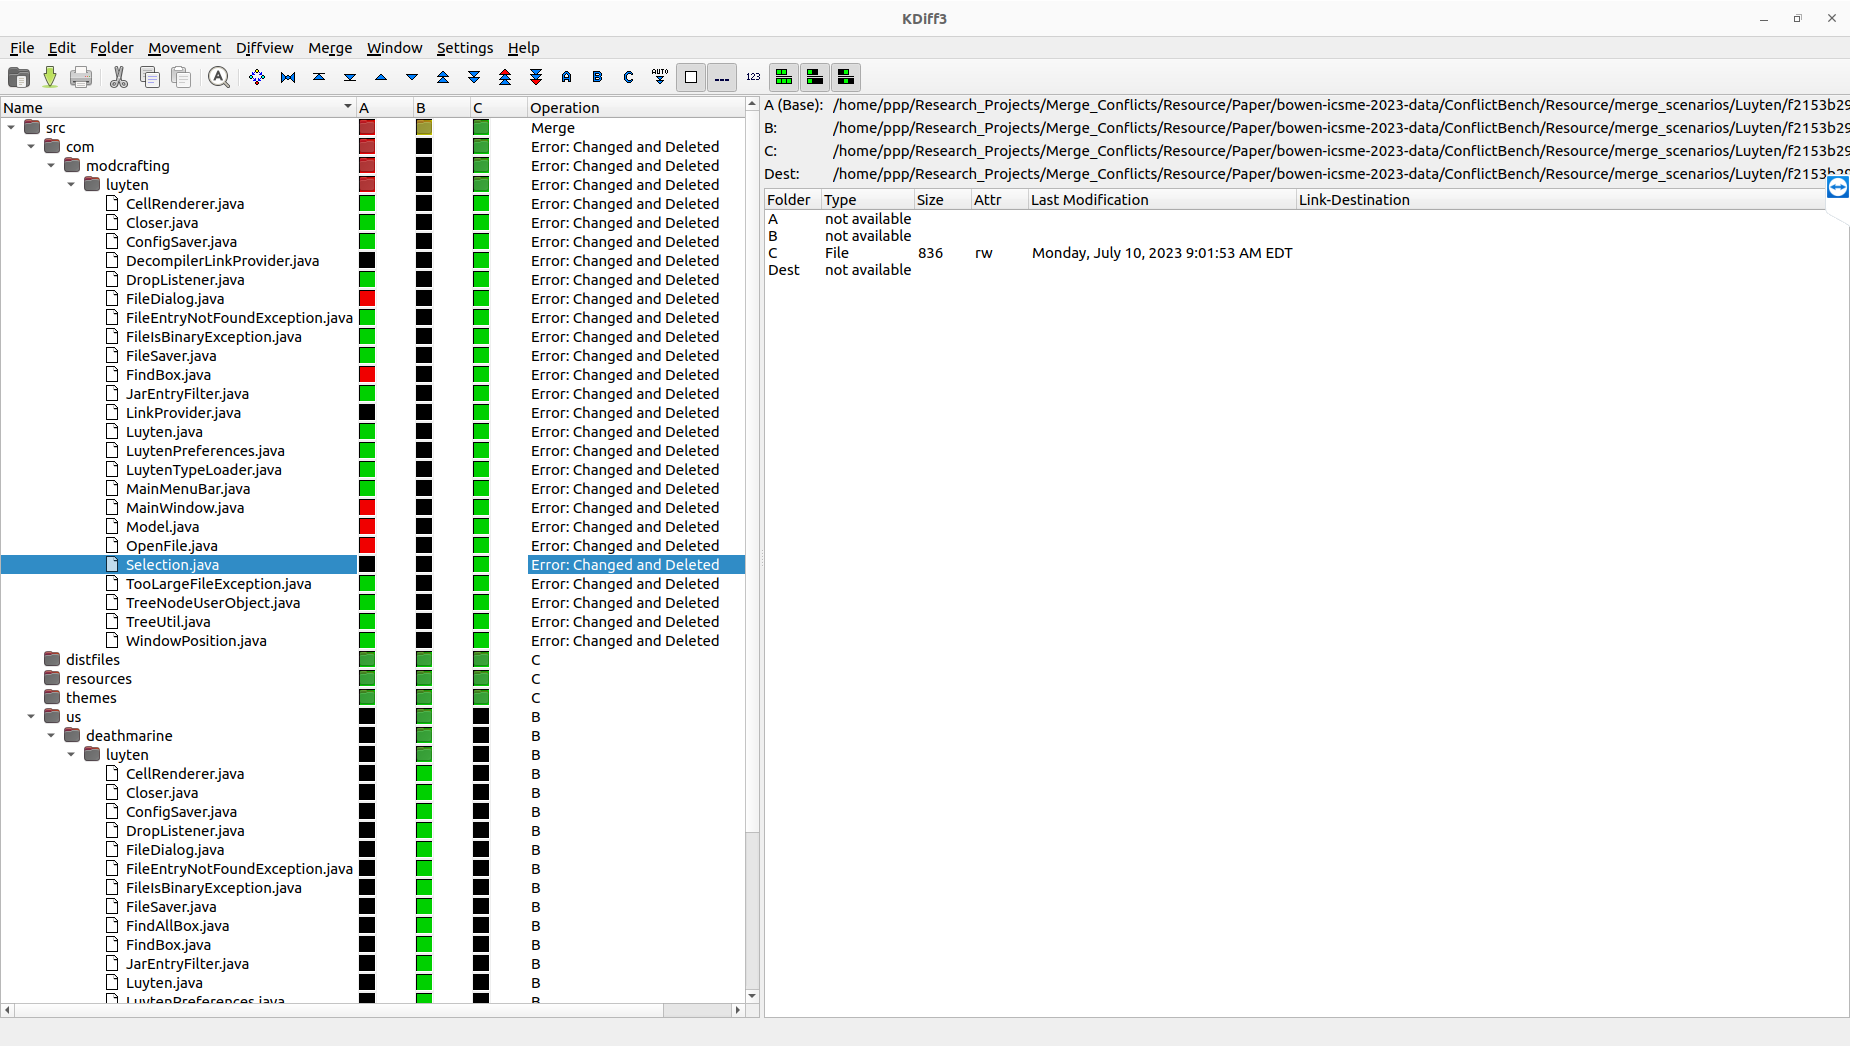 KDiff3
File Edit Folder Movement Diffview Merge Window Settings Help
A B C AUTO 123
Name A B C Operation
src Merge
com Error: Changed and Deleted
modcrafting Error: Changed and Deleted
luyten Error: Changed and Deleted
CellRenderer.java Error: Changed and Deleted
Closer.java Error: Changed and Deleted
ConfigSaver.java Error: Changed and Deleted
DecompilerLinkProvider.java Error: Changed and Deleted
DropListener.java Error: Changed and Deleted
FileDialog.java Error: Changed and Deleted
FileEntryNotFoundException.java Error: Changed and Deleted
FileIsBinaryException.java Error: Changed and Deleted
FileSaver.java Error: Changed and Deleted
FindBox.java Error: Changed and Deleted
JarEntryFilter.java Error: Changed and Deleted
LinkProvider.java Error: Changed and Deleted
Luyten.java Error: Changed and Deleted
LuytenPreferences.java Error: Changed and Deleted
LuytenTypeLoader.java Error: Changed and Deleted
MainMenuBar.java Error: Changed and Deleted
MainWindow.java Error: Changed and Deleted
Model.java Error: Changed and Deleted
OpenFile.java Error: Changed and Deleted
Selection.java Error: Changed and Deleted
TooLargeFileException.java Error: Changed and Deleted
TreeNodeUserObject.java Error: Changed and Deleted
TreeUtil.java Error: Changed and Deleted
WindowPosition.java Error: Changed and Deleted
distfiles C
resources C
themes C
us B
deathmarine B
luyten B
CellRenderer.java B
Closer.java B
ConfigSaver.java B
DropListener.java B
FileDialog.java B
FileEntryNotFoundException.java B
FileIsBinaryException.java B
FileSaver.java B
FindAllBox.java B
FindBox.java B
JarEntryFilter.java B
Luyten.java B
LuytenPreferences.java B
A (Base): /home/ppp/Research_Projects/Merge_Conflicts/Resource/Paper/bowen-icsme-2023-data/ConflictBench/Resource/merge_scenarios/Luyten/f2153b29
B: /home/ppp/Research_Projects/Merge_Conflicts/Resource/Paper/bowen-icsme-2023-data/ConflictBench/Resource/merge_scenarios/Luyten/f2153b29
C: /home/ppp/Research_Projects/Merge_Conflicts/Resource/Paper/bowen-icsme-2023-data/ConflictBench/Resource/merge_scenarios/Luyten/f2153b29
Dest: /home/ppp/Research_Projects/Merge_Conflicts/Resource/Paper/bowen-icsme-2023-data/ConflictBench/Resource/merge_scenarios/Luyten/f2153b29
Folder Type Size Attr Last Modification Link-Destination
A not available
B not available
C File 836 rw Monday, July 10, 2023 9:01:53 AM EDT
Dest not available